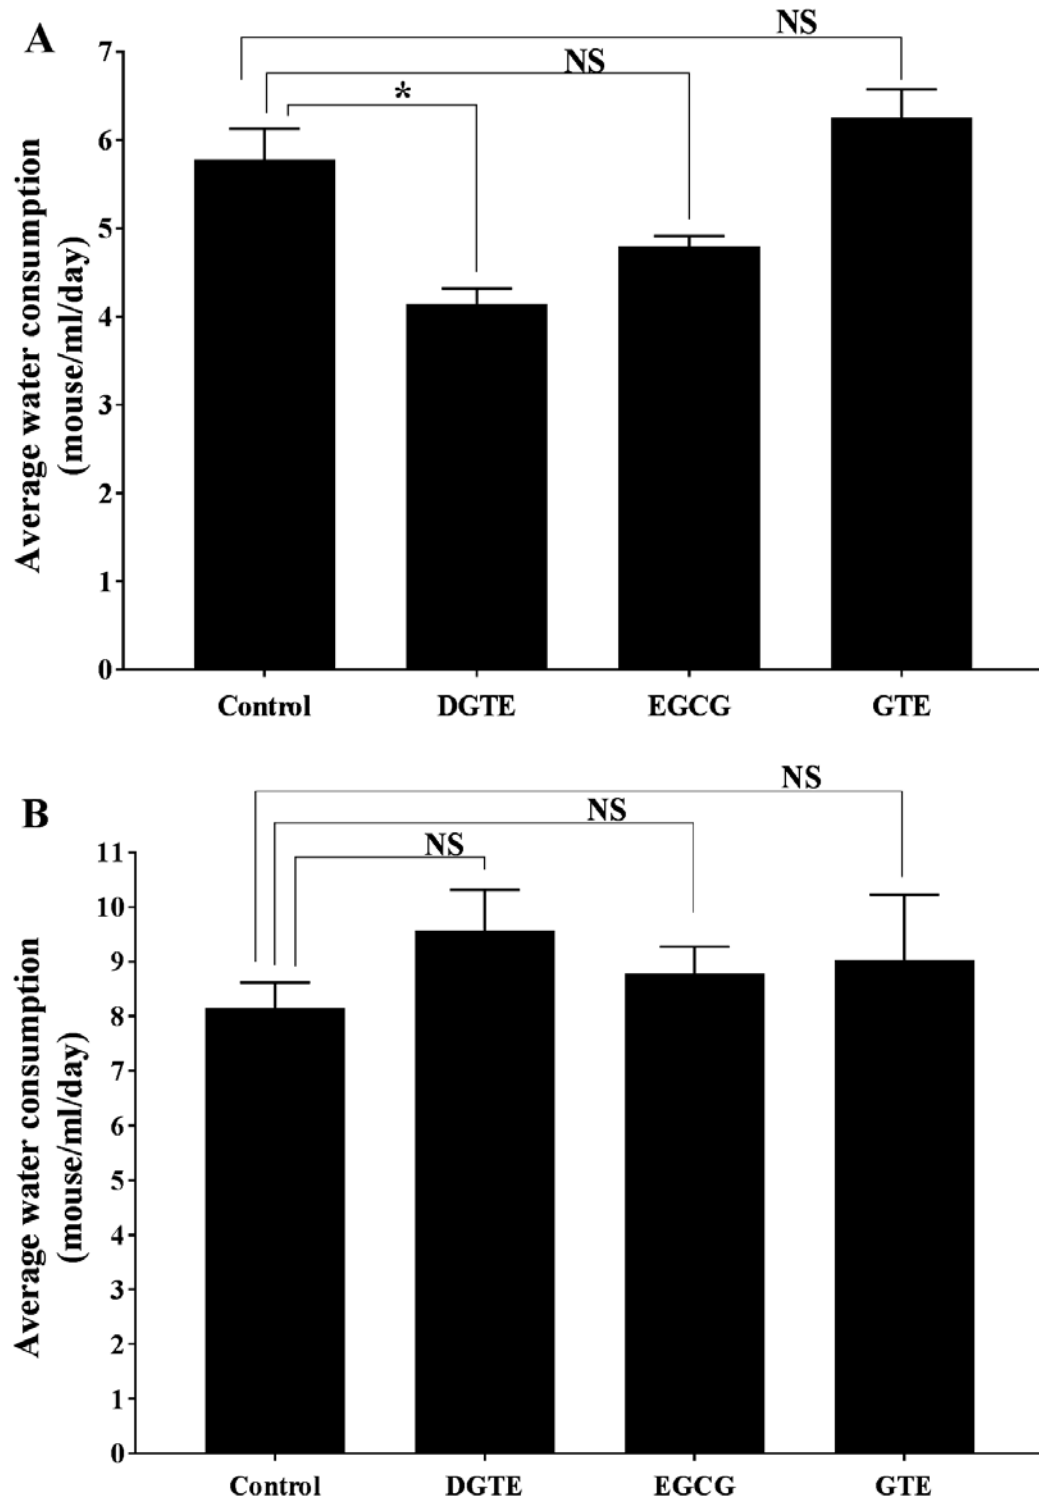 A
NS
NS
*
7
6
5
4
3
2
1
0
Average water consumption
(mouse/ml/day)
Control DGTE EGCG GTE
B
NS
NS
NS
11
10
9
8
7
6
5
4
3
2
1
0
Average water consumption
(mouse/ml/day)
Control DGTE EGCG GTE